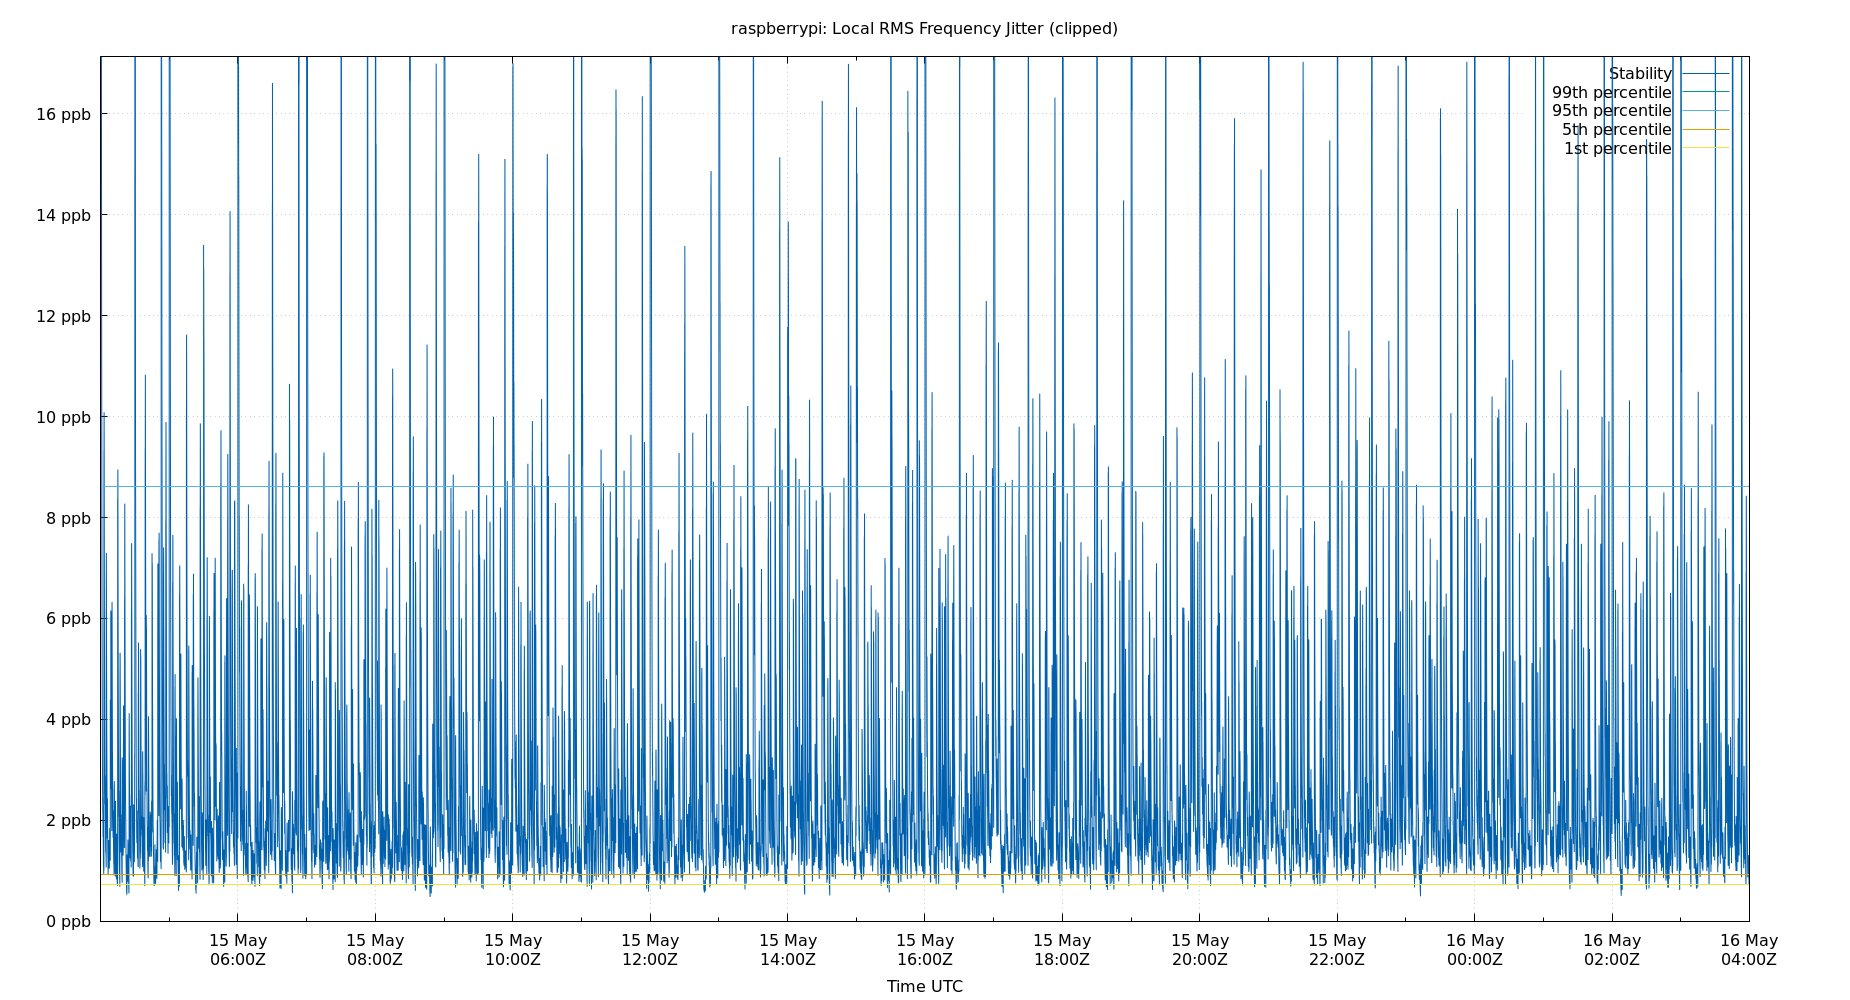 raspberrypi: Local RMS Frequency Jitter (clipped)
Stability
99th percentile
95th percentile
5th percentile
1st percentile
16 ppb
14 ppb
12 ppb
10 ppb
8 ppb
6 ppb
4 ppb
2 ppb
0 ppb
15 May 15 May 15 May 15 May 15 May 15 May 15 May 15 May 15 May 16 May 16 May 16 May
06:00Z 08:00Z 10:00Z 12:00Z 14:00Z 16:00Z 18:00Z 20:00Z 22:00Z 00:00Z 02:00Z 04:00Z
Time UTC